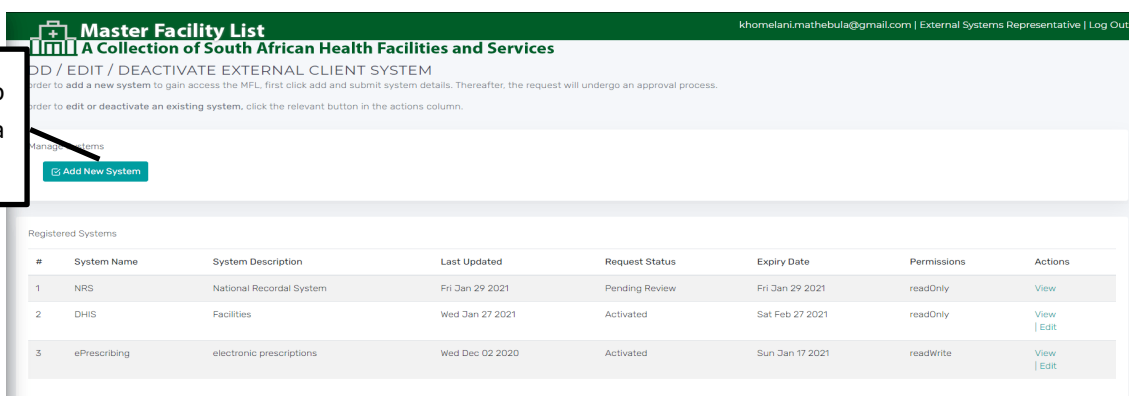 khomelani.mathebula@gmail.com | External Systems Representative | Log Out
Master Facility List
A Collection of South African Health Facilities and Services
DD / EDIT / DEACTIVATE EXTERNAL CLIENT SYSTEM
order to add a new system to gain access the MFL, first click add and submit system details. Thereafter, the request will undergo an approval process.
order to edit or deactivate an existing system, click the relevant button in the actions column.
Manage Systems
Add New System
Registered Systems
# System Name System Description Last Updated Request Status Expiry Date Permissions Actions
1 NRS National Recordal System Fri Jan 29 2021 Pending Review Fri Jan 29 2021 readOnly View
2 DHIS Facilities Wed Jan 27 2021 Activated Sat Feb 27 2021 readOnly View
| Edit
3 ePrescribing electronic prescriptions Wed Dec 02 2020 Activated Sun Jan 17 2021 readWrite View
| Edit